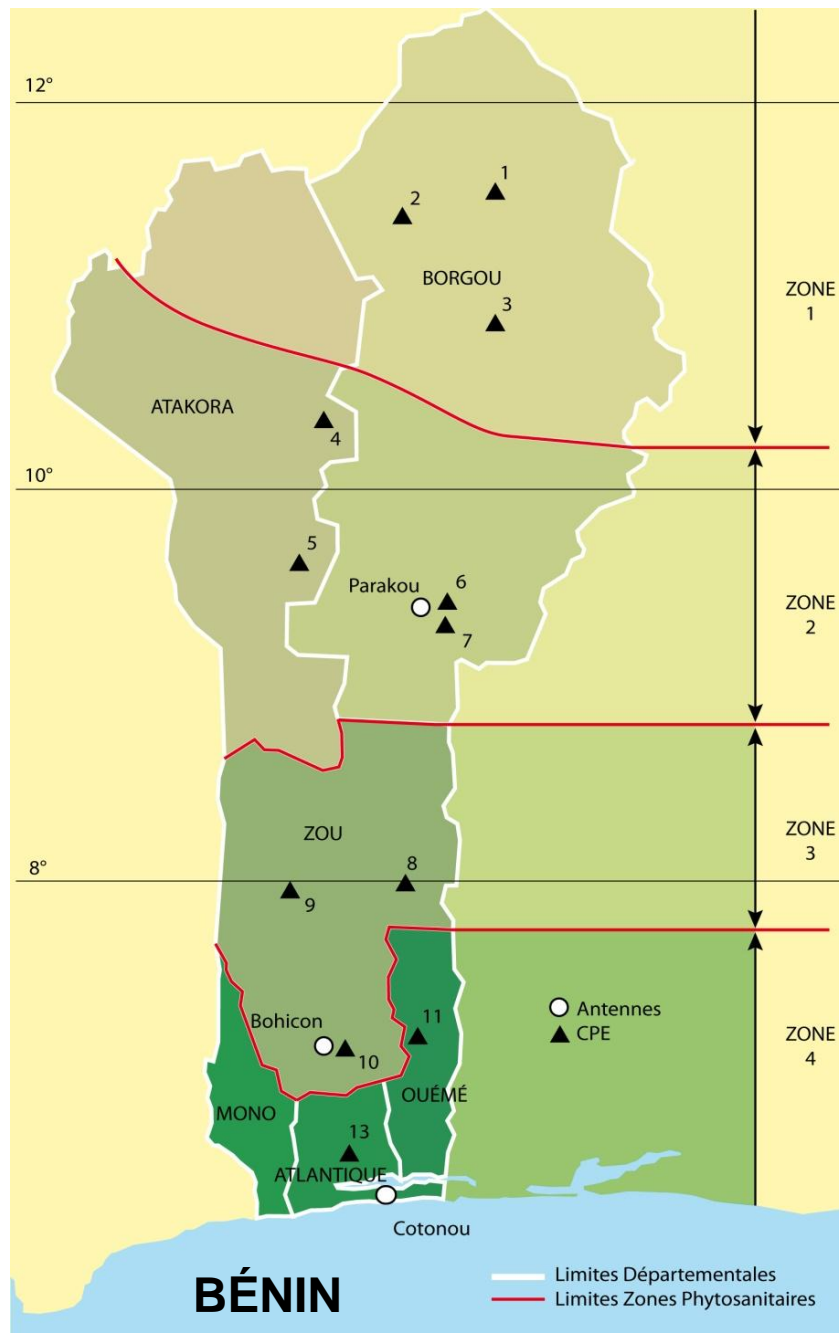 12°
1
2
BORGOU
ZONE
1
3
ATAKORA
4
10°
5
Parakou
6
7
ZONE
2
ZOU
ZONE
3
8°
8
9
Bohicon
10
11
Antennes
CPE
ZONE
4
OUÉMÉ
MONO
13
ATLANTIQUE
Cotonou
BÉNIN
Limites Départementales
Limites Zones Phytosanitaires